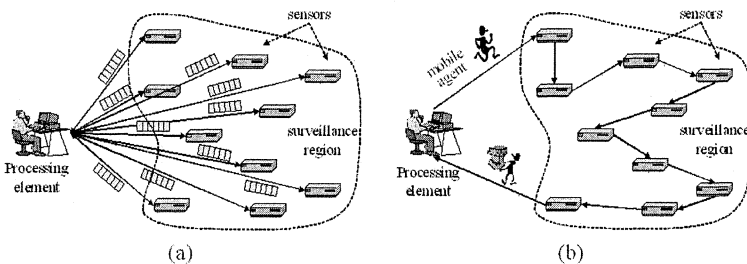 sensors
surveillance
region
Processing
element
(a)
sensors
mobile
agent
surveillance
region
Processing
element
(b)